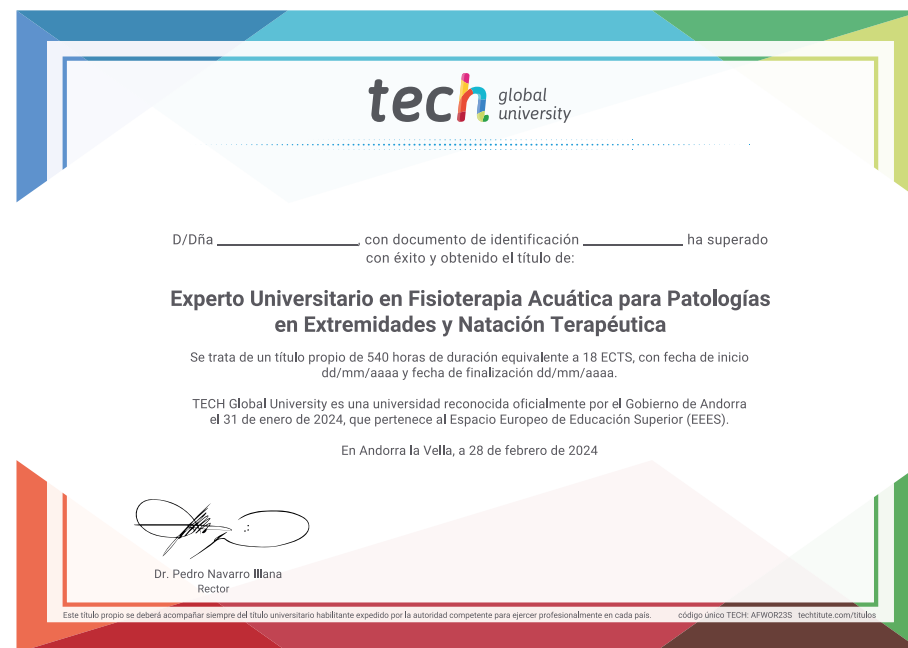 tech global university
D/Dña ____________________, con documento de identificación ______________ ha superado
con éxito y obtenido el título de:
Experto Universitario en Fisioterapia Acuática para Patologías
en Extremidades y Natación Terapéutica
Se trata de un título propio de 540 horas de duración equivalente a 18 ECTS, con fecha de inicio
dd/mm/aaaa y fecha de finalización dd/mm/aaaa.
TECH Global University es una universidad reconocida oficialmente por el Gobierno de Andorra
el 31 de enero de 2024, que pertenece al Espacio Europeo de Educación Superior (EEES).
En Andorra la Vella, a 28 de febrero de 2024
Dr. Pedro Navarro Illana
Rector
Este título propio se deberá acompañar siempre del título universitario habilitante expedido por la autoridad competente para ejercer profesionalmente en cada país. código único TECH: AFWOR23S techtitute.com/titulos